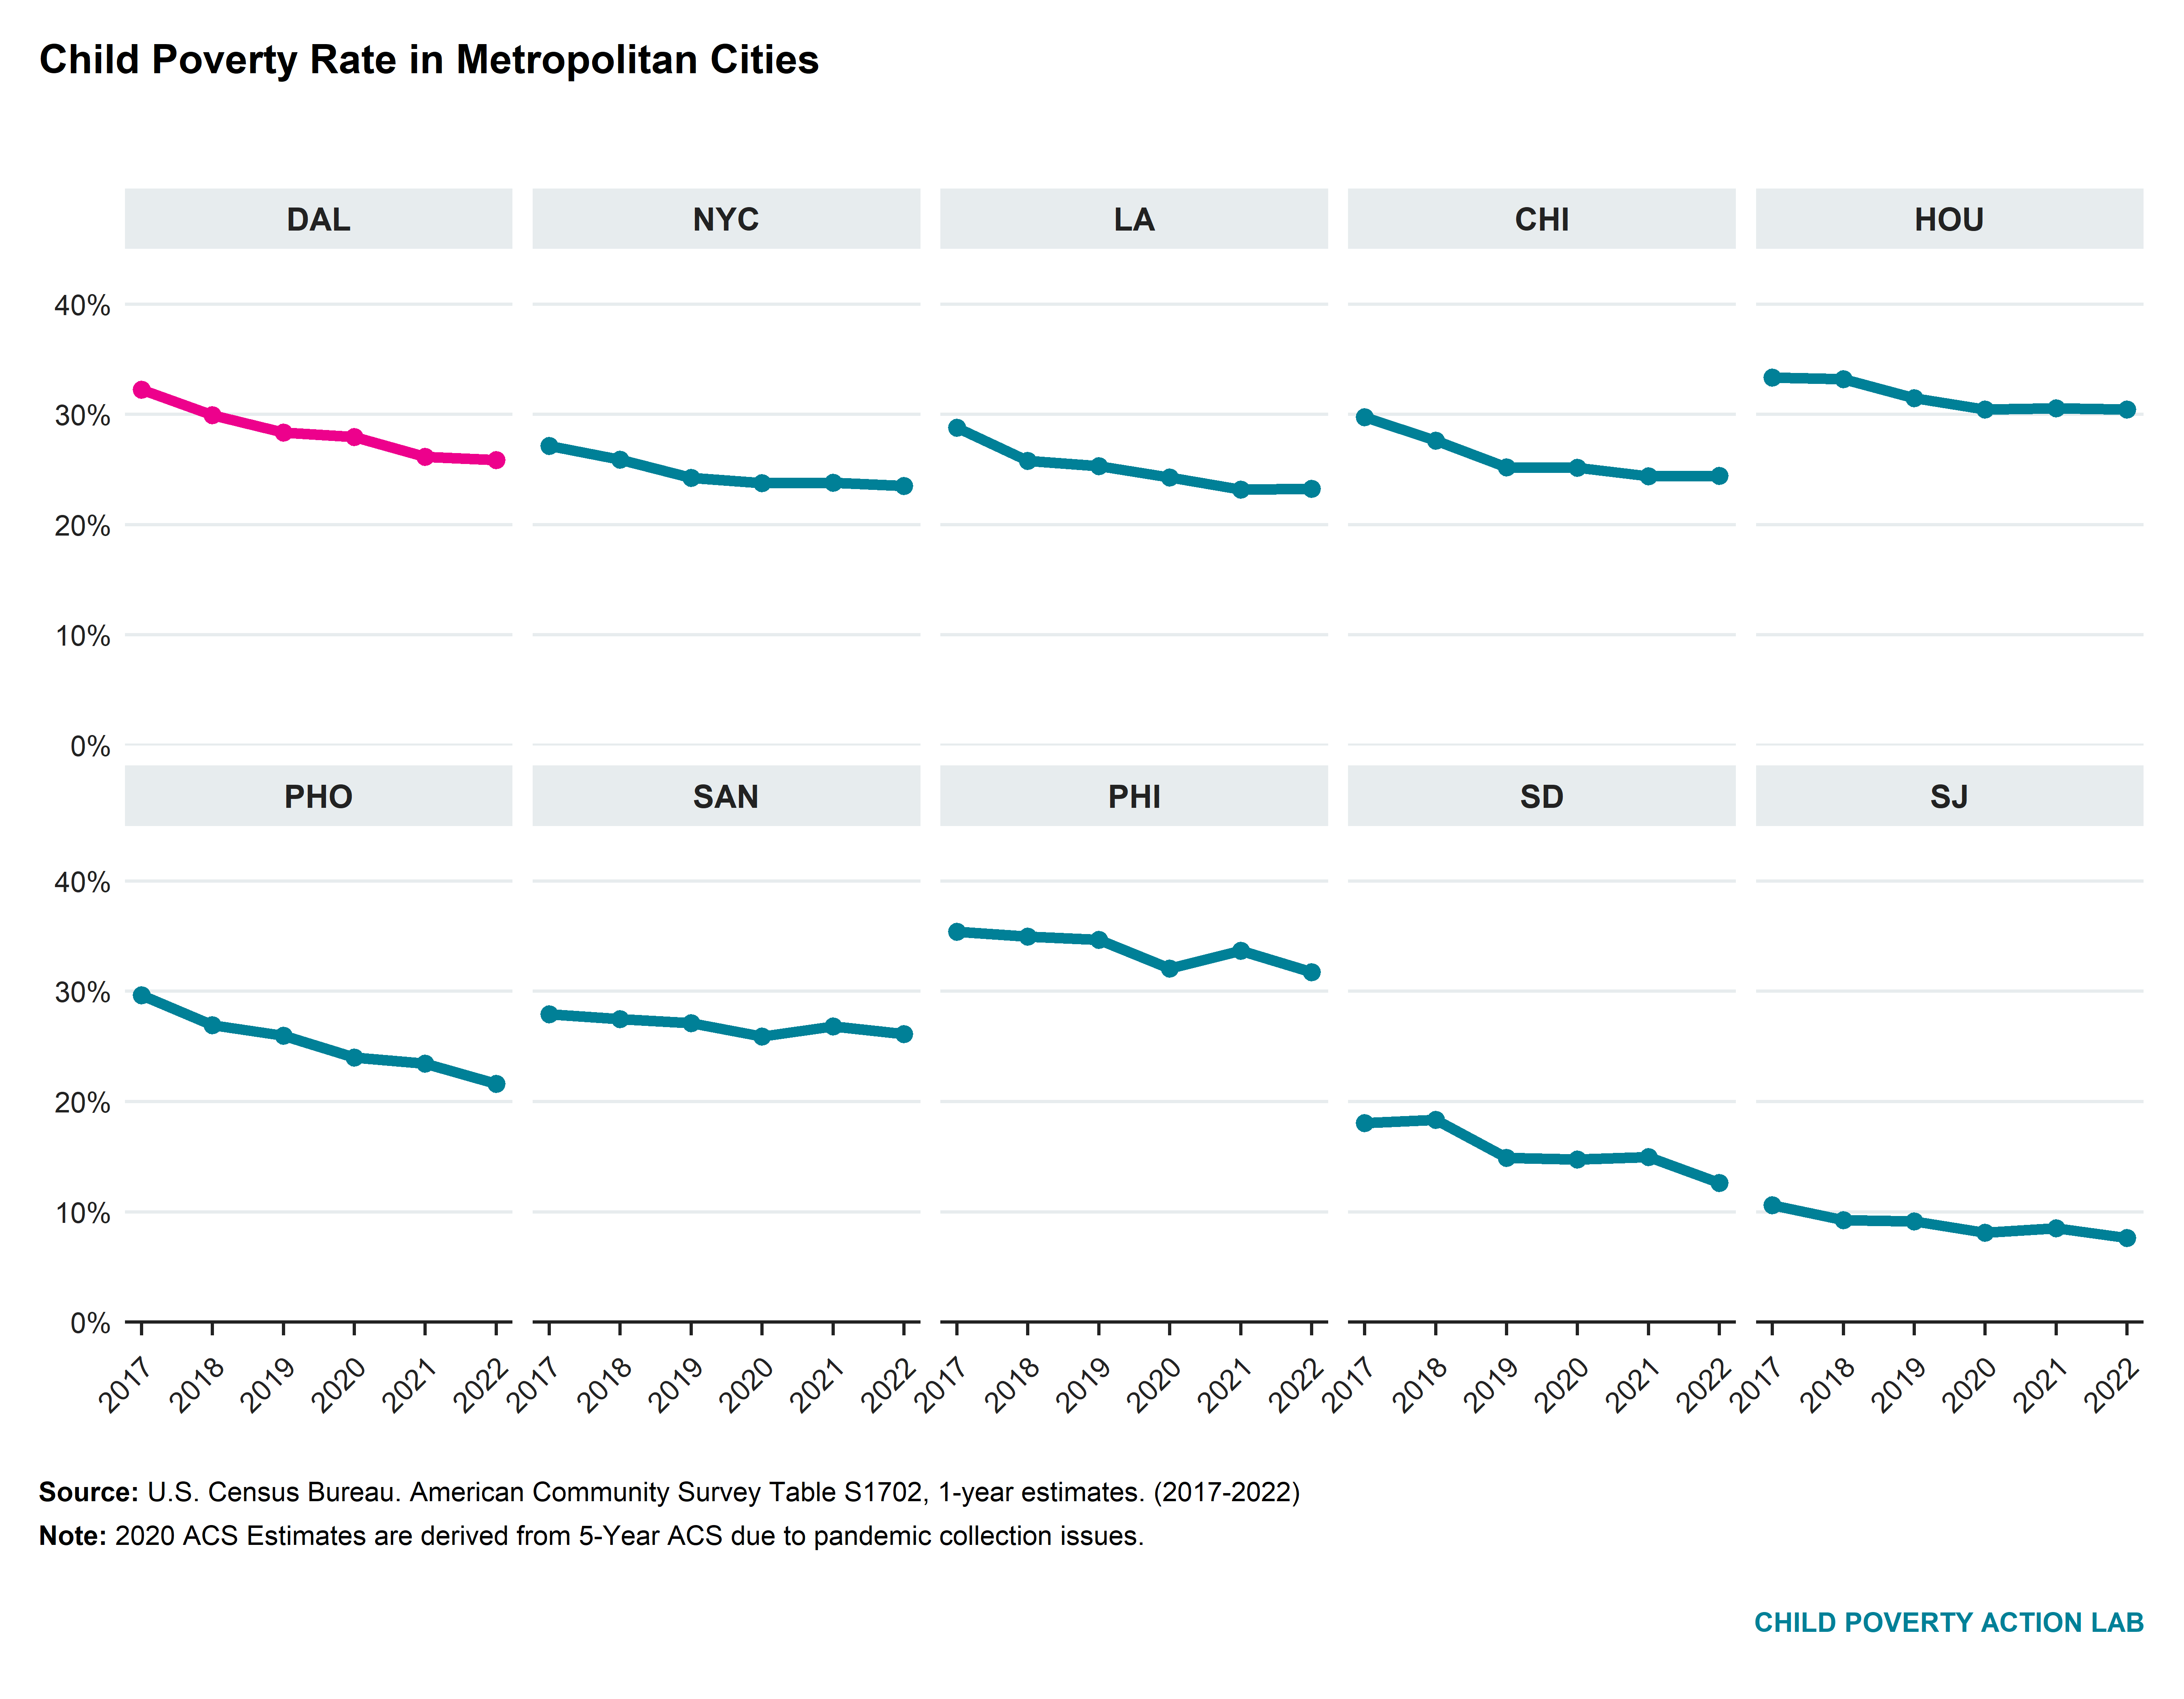 Child Poverty Rate in Metropolitan Cities
DAL NYC LA CHI HOU
40%
30%
20%
10%
0%
PHO SAN PHI SD SJ
40%
30%
20%
10%
0%
2017 2018 2019 2020 2021 2022 2017 2018 2019 2020 2021 2022 2017 2018 2019 2020 2021 2022 2017 2018 2019 2020 2021 2022 2017 2018 2019 2020 2021 2022
Source: U.S. Census Bureau. American Community Survey Table S1702, 1-year estimates. (2017-2022)
Note: 2020 ACS Estimates are derived from 5-Year ACS due to pandemic collection issues.
CHILD POVERTY ACTION LAB